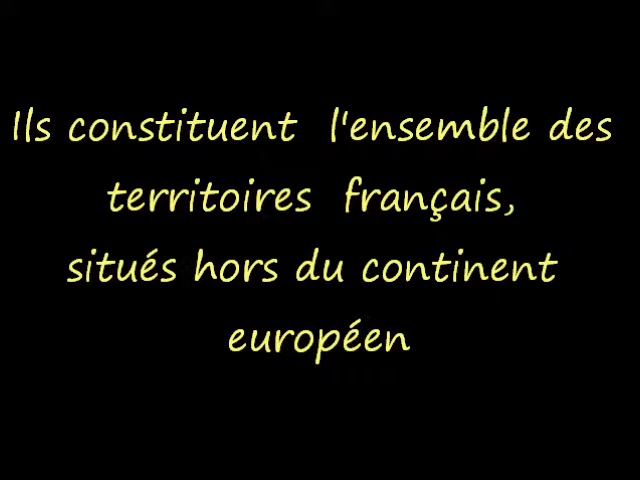 Ils constituent l'ensemble des
territoires français,
situés hors du continent
européen